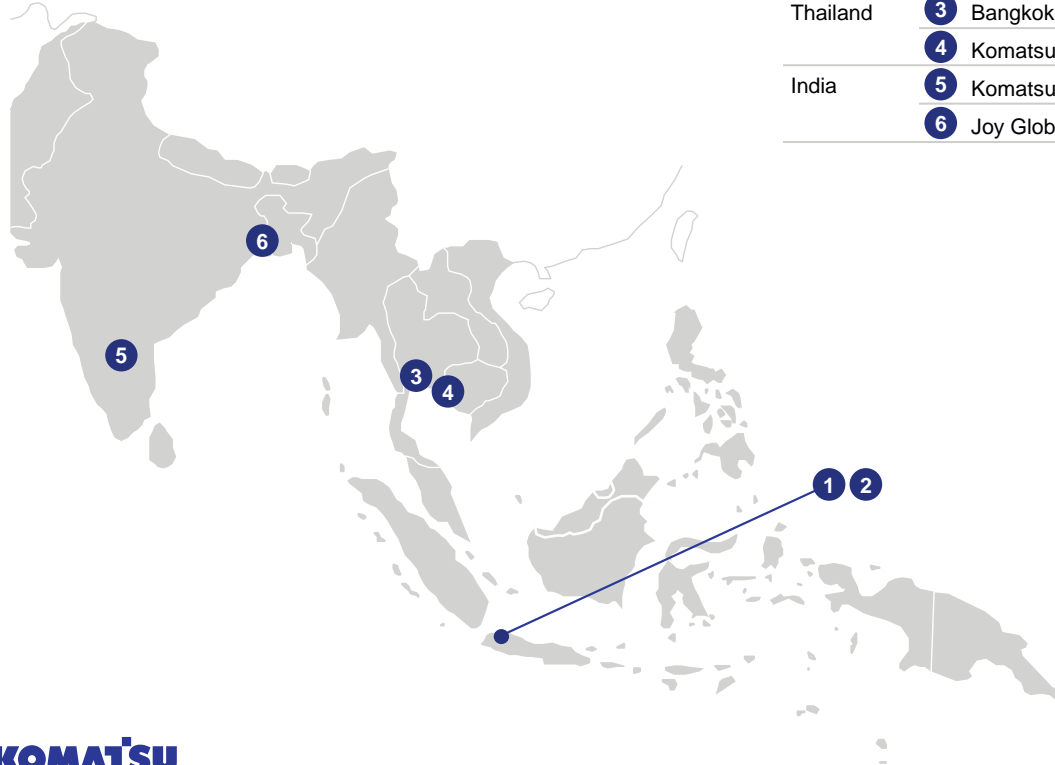 Thailand 3 Bangkok
4 Komatsu
India 5 Komatsu
6 Joy Glob
6
5
3
4
1 2
KOMATSU